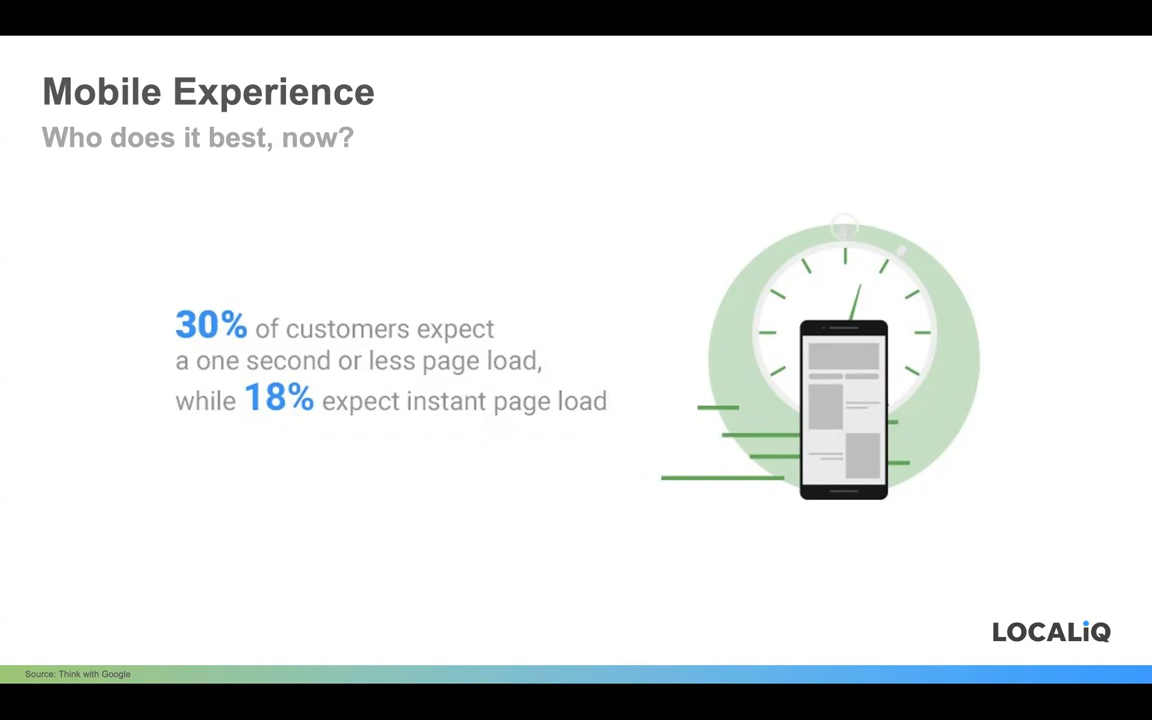 Mobile Experience
Who does it best, now?
30% of customers expect
a one second or less page load,
while 18% expect instant page load
LOCALiQ
Source: Think with Google